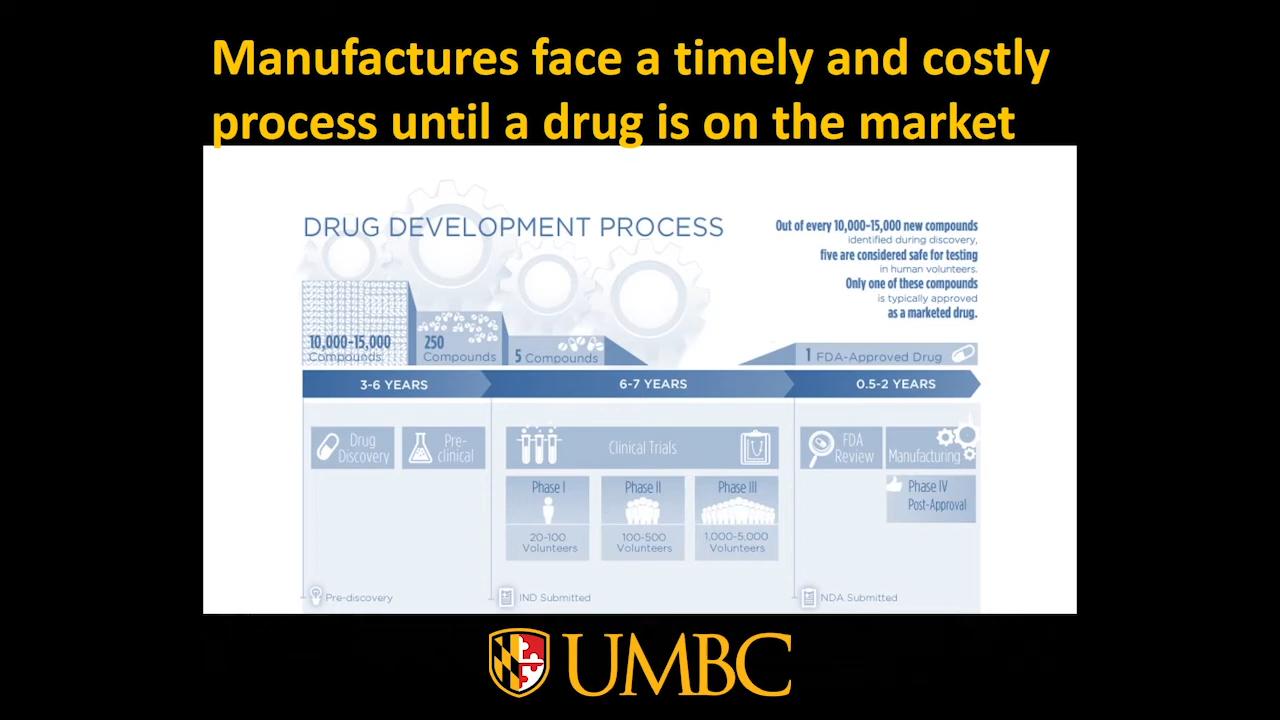 Manufactures face a timely and costly
process until a drug is on the market
DRUG DEVELOPMENT PROCESS
Out of every 10,000-15,000 new compounds
identified during discovery,
five are considered safe for testing
in human volunteers.
Only one of these compounds
is typically approved
as a marketed drug.
10,000-15,000
Compounds
250
Compounds
5 Compounds
1 FDA-Approved Drug
3-6 YEARS
6-7 YEARS
0.5-2 YEARS
Drug
Discovery
Pre-
clinical
Clinical Trials
FDA
Review
Manufacturing
Phase I
Phase II
Phase III
Phase IV
Post-Approval
20-100
Volunteers
100-500
Volunteers
1,000-5,000
Volunteers
Pre-discovery
IND Submitted
NDA Submitted
UMBC